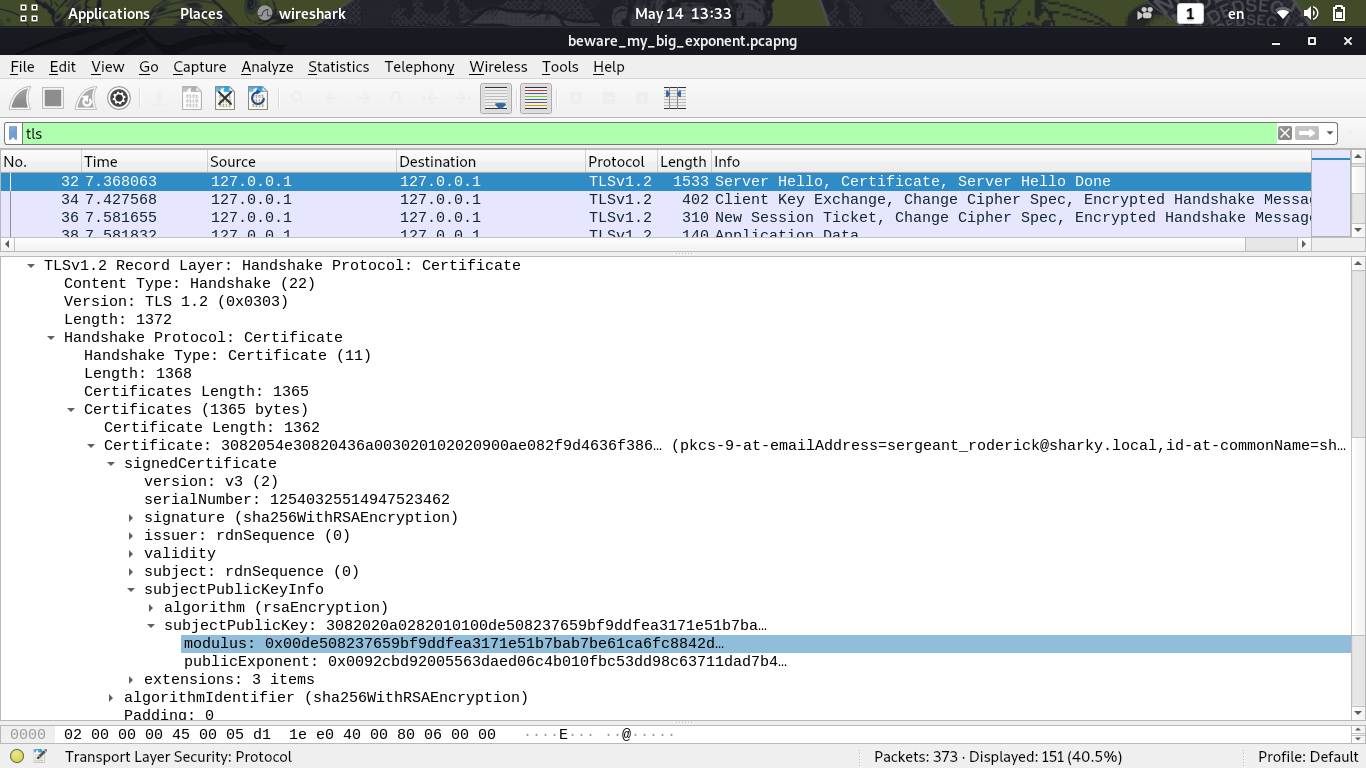 Applications Places wireshark May 14 13:33 1 en
beware_my_big_exponent.pcapng
File Edit View Go Capture Analyze Statistics Telephony Wireless Tools Help
tls
No. Time Source Destination Protocol Length Info
32 7.368063 127.0.0.1 127.0.0.1 TLSv1.2 1533 Server Hello, Certificate, Server Hello Done
34 7.427568 127.0.0.1 127.0.0.1 TLSv1.2 402 Client Key Exchange, Change Cipher Spec, Encrypted Handshake Messa
36 7.581655 127.0.0.1 127.0.0.1 TLSv1.2 310 New Session Ticket, Change Cipher Spec, Encrypted Handshake Message
38 7.581832 127.0.0.1 127.0.0.1 TLSv1.2 140 Application Data
TLSv1.2 Record Layer: Handshake Protocol: Certificate
Content Type: Handshake (22)
Version: TLS 1.2 (0x0303)
Length: 1372
Handshake Protocol: Certificate
Handshake Type: Certificate (11)
Length: 1368
Certificates Length: 1365
Certificates (1365 bytes)
Certificate Length: 1362
Certificate: 3082054e30820436a003020102020900ae082f9d4636f386… (pkcs-9-at-emailAddress=sergeant_roderick@sharky.local,id-at-commonName=sh…
signedCertificate
version: v3 (2)
serialNumber: 12540325514947523462
signature (sha256WithRSAEncryption)
issuer: rdnSequence (0)
validity
subject: rdnSequence (0)
subjectPublicKeyInfo
algorithm (rsaEncryption)
subjectPublicKey: 3082020a0282010100de508237659bf9ddfea3171e51b7ba…
modulus: 0x00de508237659bf9ddfea3171e51b7bab7be61ca6fc8842d…
publicExponent: 0x0092cbd92005563daed06c4b010fbc53dd98c63711dad7b4…
extensions: 3 items
algorithmIdentifier (sha256WithRSAEncryption)
Padding: 0
0000 02 00 00 00 45 00 05 d1 1e e0 40 00 80 06 00 00 ····E··· ··@·····
Transport Layer Security: Protocol Packets: 373 · Displayed: 151 (40.5%) Profile: Default